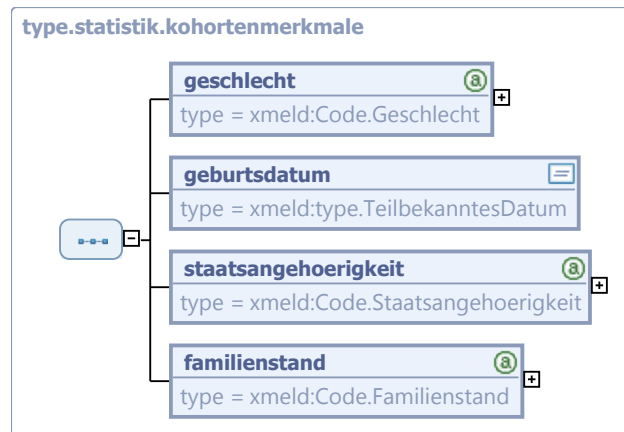 type.statistik.kohortenmerkmale
geschlecht
type = xmeld:Code.Geschlecht
geburtsdatum
type = xmeld:type.TeilbekanntesDatum
staatsangehoerigkeit
type = xmeld:Code.Staatsangehoerigkeit
familienstand
type = xmeld:Code.Familienstand